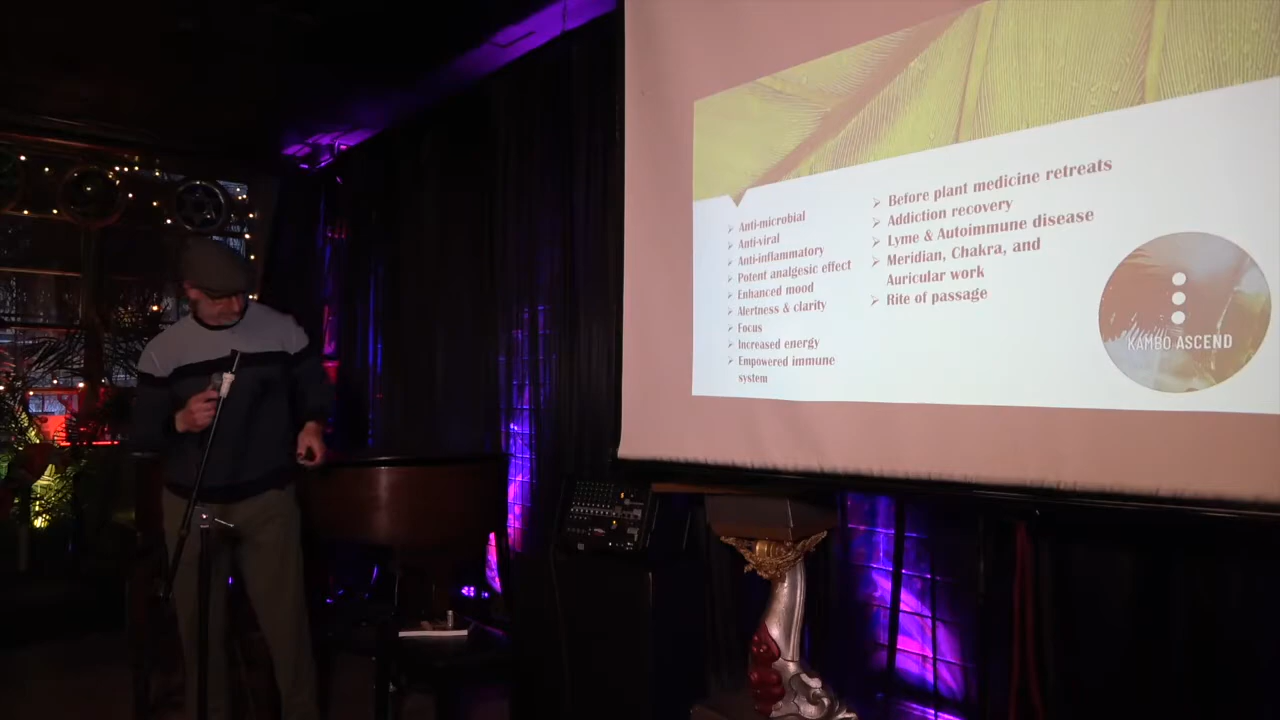 Anti-microbial
Anti-viral
Anti-inflammatory
Potent analgesic effect
Enhanced mood
Alertness & clarity
Focus
Increased energy
Empowered immune
system
Before plant medicine retreats
Addiction recovery
Lyme & Autoimmune disease
Meridian, Chakra, and
Auricular work
Rite of passage
KAMBO ASCEND